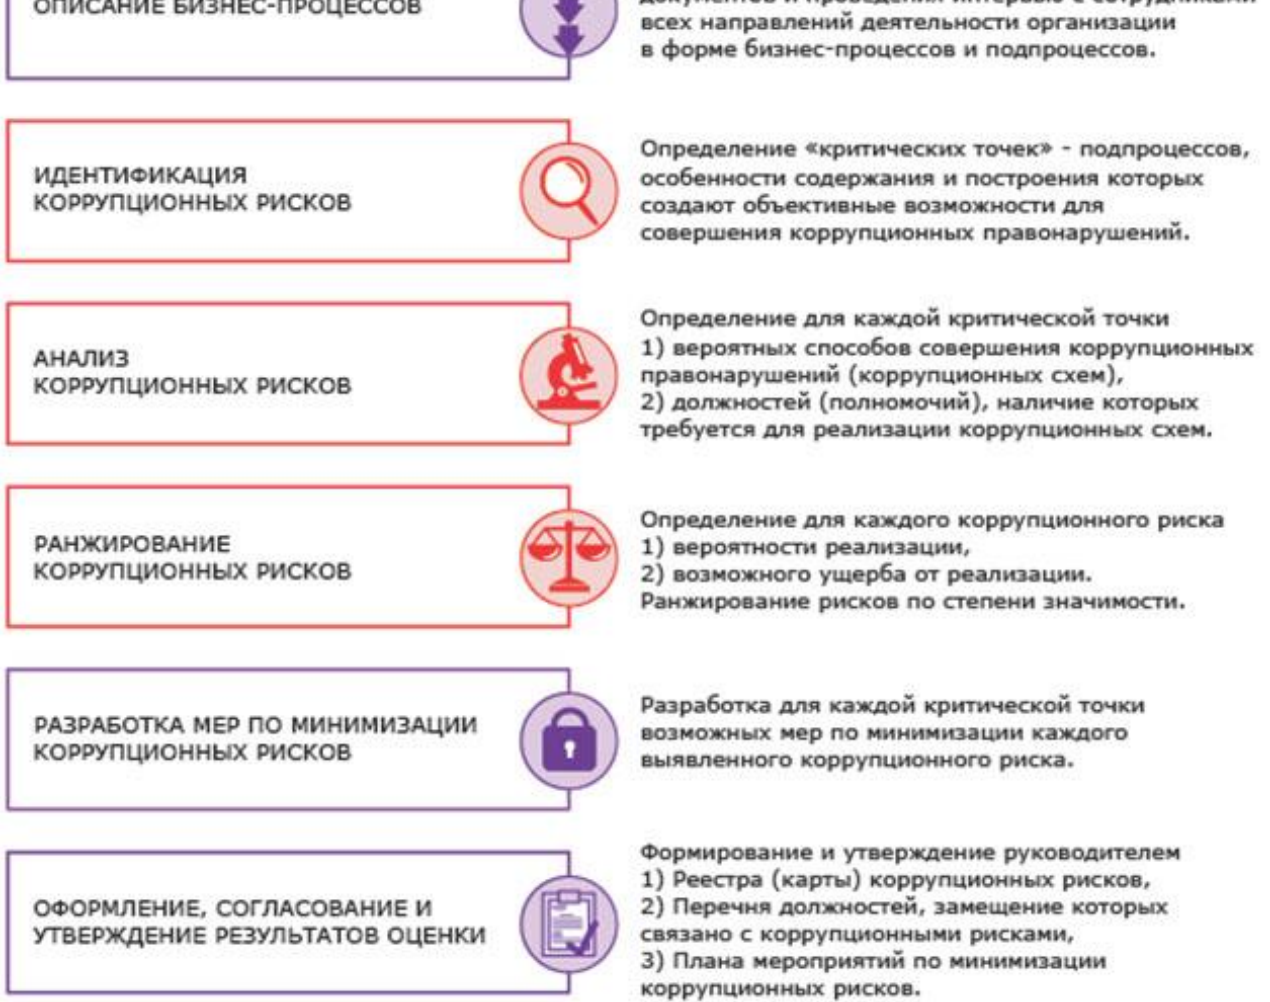 ОПИСАНИЕ БИЗНЕС-ПРОЦЕССОВ
документов и проведения интервью с сотрудниками
всех направлений деятельности организации
в форме бизнес-процессов и подпроцессов.
ИДЕНТИФИКАЦИЯ
КОРРУПЦИОННЫХ РИСКОВ
Определение «критических точек» - подпроцессов,
особенности содержания и построения которых
создают объективные возможности для
совершения коррупционных правонарушений.
АНАЛИЗ
КОРРУПЦИОННЫХ РИСКОВ
Определение для каждой критической точки
1) вероятных способов совершения коррупционных
правонарушений (коррупционных схем),
2) должностей (полномочий), наличие которых
требуется для реализации коррупционных схем.
РАНЖИРОВАНИЕ
КОРРУПЦИОННЫХ РИСКОВ
Определение для каждого коррупционного риска
1) вероятности реализации,
2) возможного ущерба от реализации.
Ранжирование рисков по степени значимости.
РАЗРАБОТКА МЕР ПО МИНИМИЗАЦИИ
КОРРУПЦИОННЫХ РИСКОВ
Разработка для каждой критической точки
возможных мер по минимизации каждого
выявленного коррупционного риска.
ОФОРМЛЕНИЕ, СОГЛАСОВАНИЕ И
УТВЕРЖДЕНИЕ РЕЗУЛЬТАТОВ ОЦЕНКИ
Формирование и утверждение руководителем
1) Реестра (карты) коррупционных рисков,
2) Перечня должностей, замещение которых
связано с коррупционными рисками,
3) Плана мероприятий по минимизации
коррупционных рисков.